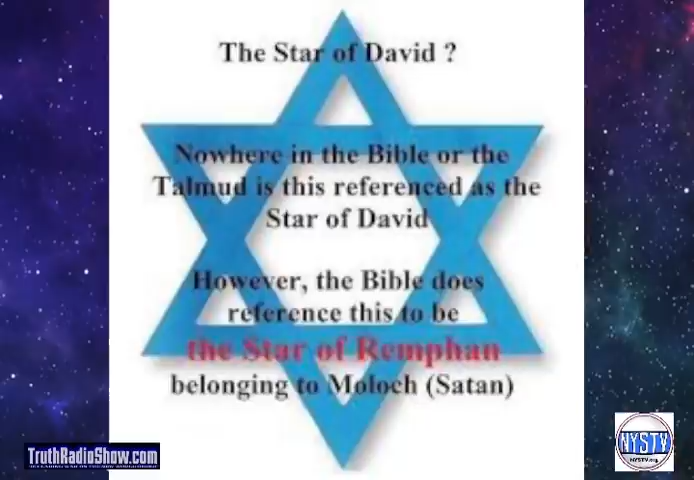 The Star of David ?
Nowhere in the Bible or the
Talmud is this referenced as the
Star of David
However, the Bible does
reference this to be
the Star of Remphan
belonging to Moloch (Satan)
TruthRadioShow.com
NYSTV
NYSTV.org